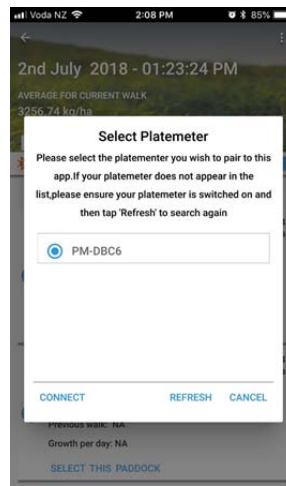 Voda NZ 2:08 PM 85%
2nd July 2018 - 01:23:24 PM
AVERAGE FOR CURRENT WALK
3256.74 kg/ha
Select Platemeter
Please select the platementer you wish to pair to this
app.If your platemeter does not appear in the
list,please ensure your platemeter is switched on and
then tap 'Refresh' to search again
PM-DBC6
CONNECT REFRESH CANCEL
Previous walk: NA
Growth per day: NA
SELECT THIS PADDOCK